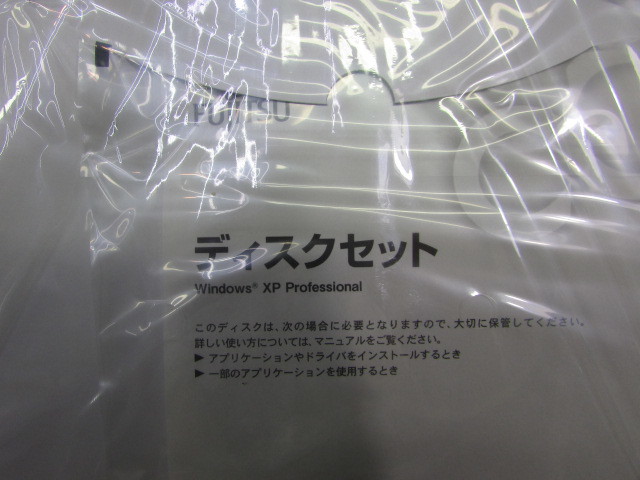 FUJITSU
ディスクセット
Windows® XP Professional
このディスクは、次の場合に必要となりますので、大切に保管してください。
詳しい使い方については、マニュアルをご覧ください。
▶ アプリケーションやドライバをインストールするとき
▶ 一部のアプリケーションを使用するとき